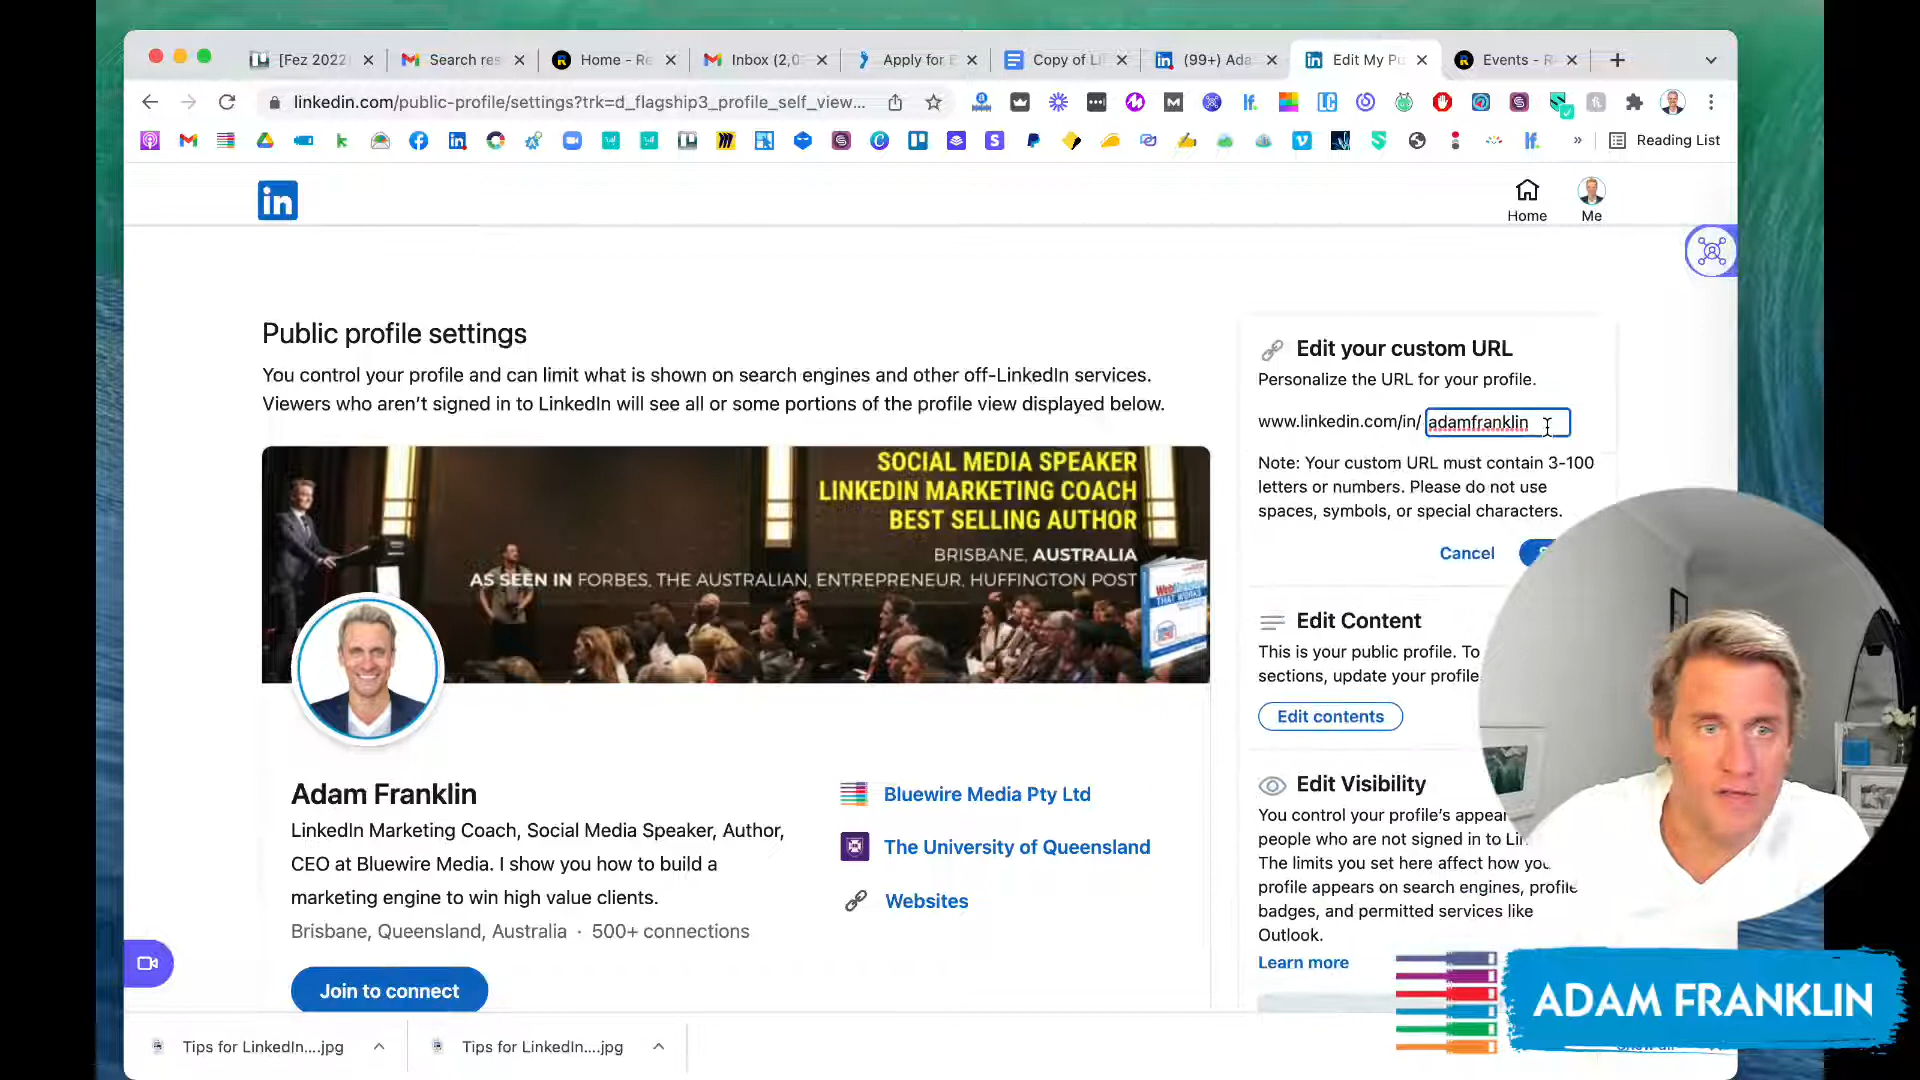 [Fez 2022
Search res
Home - Re
Inbox (2,0
Apply for E
Copy of Li
(99+) Ada
Edit My Pu
Events - R
linkedin.com/public-profile/settings?trk=d_flagship3_profile_self_view...
Reading List
in
Home
Me
Public profile settings
You control your profile and can limit what is shown on search engines and other off-LinkedIn services.
Viewers who aren't signed in to LinkedIn will see all or some portions of the profile view displayed below.
SOCIAL MEDIA SPEAKER
LINKEDIN MARKETING COACH
BEST SELLING AUTHOR
BRISBANE, AUSTRALIA
AS SEEN IN FORBES, THE AUSTRALIAN, ENTREPRENEUR, HUFFINGTON POST
THAT WORKS
Adam Franklin
LinkedIn Marketing Coach, Social Media Speaker, Author,
CEO at Bluewire Media. I show you how to build a
marketing engine to win high value clients.
Brisbane, Queensland, Australia · 500+ connections
Join to connect
Bluewire Media Pty Ltd
The University of Queensland
Websites
Edit your custom URL
Personalize the URL for your profile.
www.linkedin.com/in/ adamfranklin
Note: Your custom URL must contain 3-100
letters or numbers. Please do not use
spaces, symbols, or special characters.
Cancel
Edit Content
This is your public profile. To
sections, update your profile
Edit contents
Edit Visibility
You control your profile's appear
people who are not signed in to Lin
The limits you set here affect how you
profile appears on search engines, profile
badges, and permitted services like
Outlook.
Learn more
ADAM FRANKLIN
Tips for LinkedIn....jpg
Tips for LinkedIn....jpg